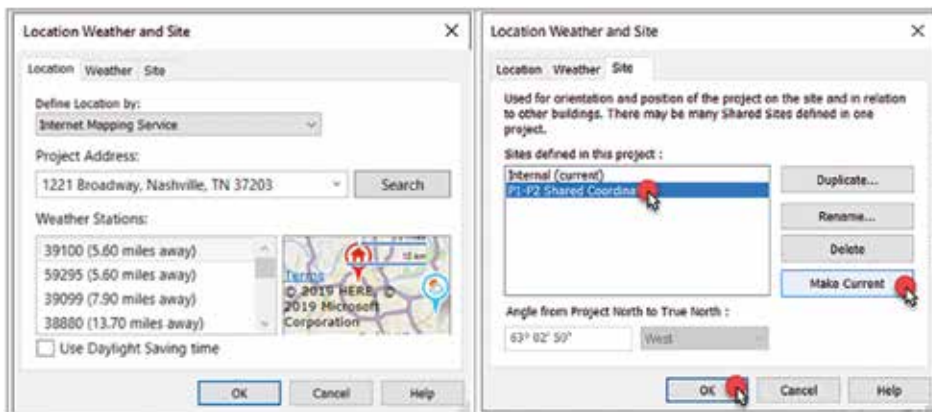 Location Weather and Site
Location Weather Site
Define Location by:
Internet Mapping Service
Project Address:
1221 Broadway, Nashville, TN 37203
Search
Weather Stations:
39100 (5.60 miles away)
59295 (5.60 miles away)
39099 (7.90 miles away)
38880 (13.70 miles away)
Terms
© 2019 HERE, ©
2019 Microsoft
Corporation
Use Daylight Saving time
OK Cancel Help
Location Weather and Site
Location Weather Site
Used for orientation and position of the project on the site and in relation
to other buildings. There may be many Shared Sites defined in one
project.
Sites defined in this project :
Internal (current)
P1-P2 Shared Coordina
Duplicate...
Rename...
Delete
Make Current
Angle from Project North to True North :
63° 02' 50" West
OK Cancel Help